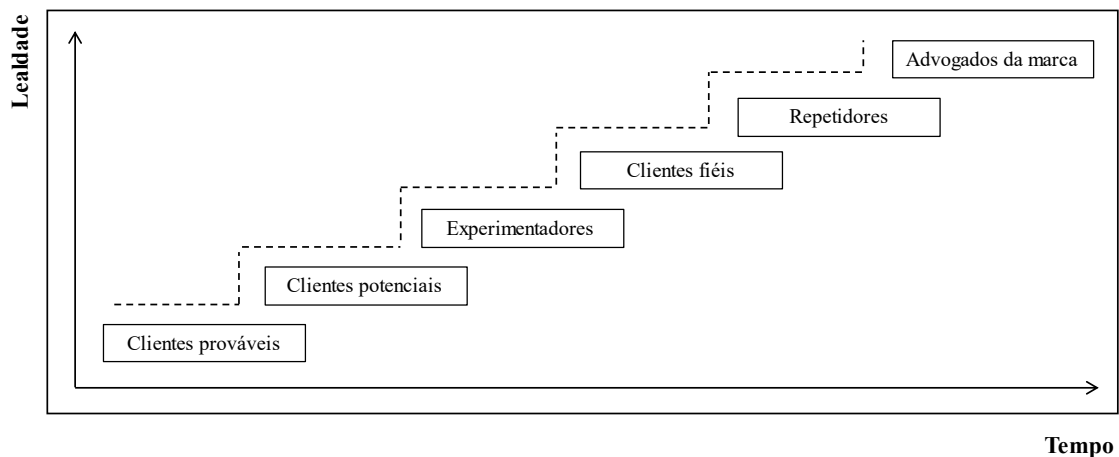 Lealdade
Advogados da marca
Repetidores
Clientes fiéis
Experimentadores
Clientes potenciais
Clientes prováveis
Tempo